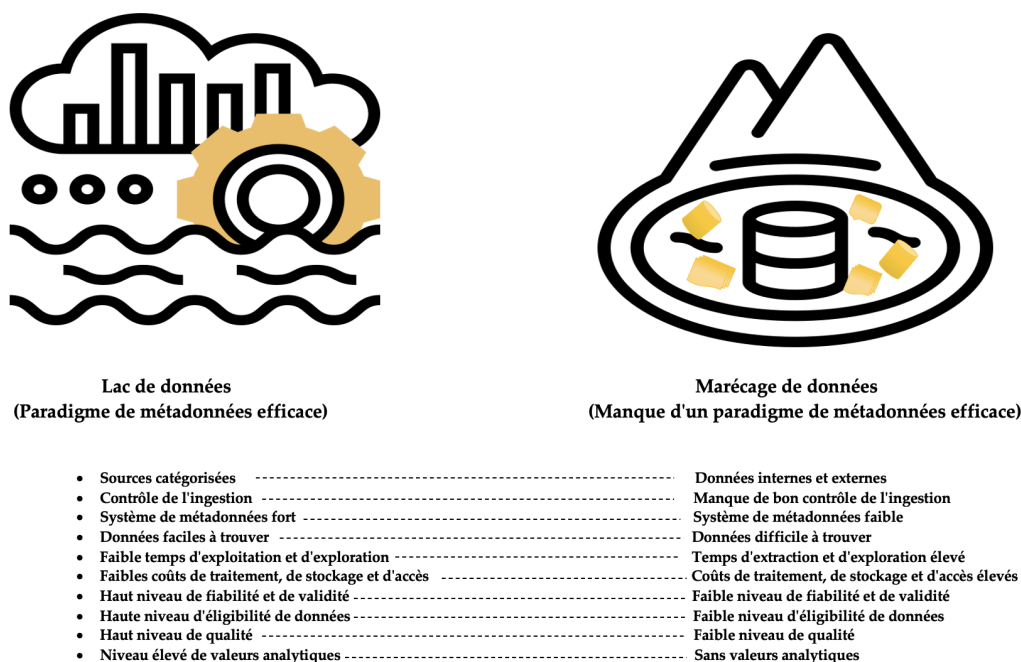 Lac de données
(Paradigme de métadonnées efficace)
Marécage de données
(Manque d'un paradigme de métadonnées efficace)
• Sources catégorisées ---- Données internes et externes
• Contrôle de l'ingestion ---- Manque de bon contrôle de l'ingestion
• Système de métadonnées fort ---- Système de métadonnées faible
• Données faciles à trouver ---- Données difficile à trouver
• Faible temps d'exploitation et d'exploration ---- Temps d'extraction et d'exploration élevé
• Faibles coûts de traitement, de stockage et d'accès ---- Coûts de traitement, de stockage et d'accès élevés
• Haut niveau de fiabilité et de validité ---- Faible niveau de fiabilité et de validité
• Haute niveau d'éligibilité de données ---- Faible niveau d'éligibilité de données
• Haut niveau de qualité ---- Faible niveau de qualité
• Niveau élevé de valeurs analytiques ---- Sans valeurs analytiques